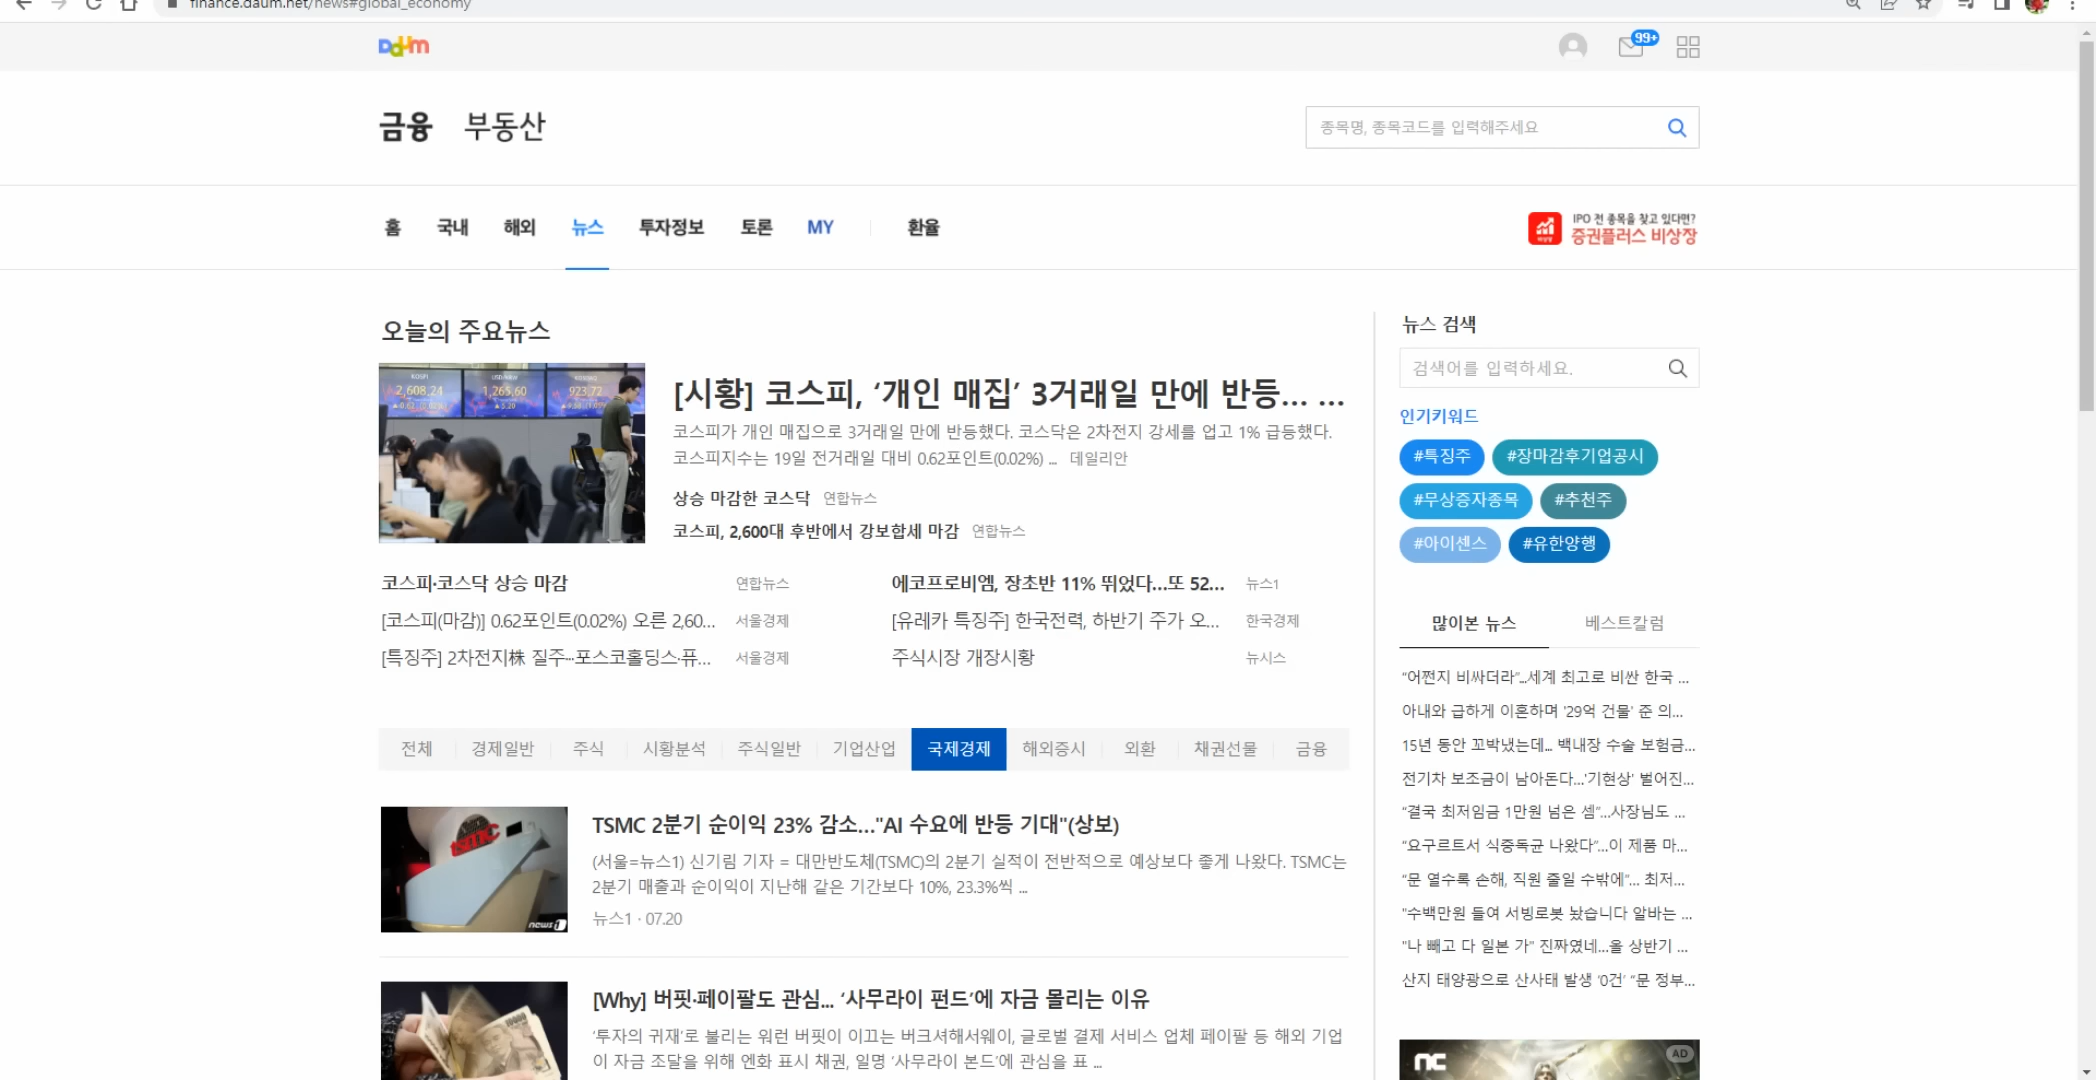 finance.daum.net/news#global_economy
Daum
99+
금융 부동산
종목명, 종목코드를 입력해주세요
홈 국내 해외 뉴스 투자정보 토론 MY 환율
IPO 전 종목을 찾고 있다면?
증권플러스 비상장
오늘의 주요뉴스
KOSPI
2,608.24
USD/KRW
1,265.60
▲5.20
KOSDAQ
923.72
[시황] 코스피, ‘개인 매집’ 3거래일 만에 반등... ...
코스피가 개인 매집으로 3거래일 만에 반등했다. 코스닥은 2차전지 강세를 업고 1% 급등했다.
코스피지수는 19일 전거래일 대비 0.62포인트(0.02%) ... 데일리안
상승 마감한 코스닥 연합뉴스
코스피, 2,600대 후반에서 강보합세 마감 연합뉴스
코스피·코스닥 상승 마감 연합뉴스
[코스피(마감)] 0.62포인트(0.02%) 오른 2,60... 서울경제
[특징주] 2차전지株 질주···포스코홀딩스·퓨... 서울경제
에코프로비엠, 장초반 11% 뛰었다...또 52... 뉴스1
[유레카 특징주] 한국전력, 하반기 주가 오... 한국경제
주식시장 개장시황 뉴시스
전체 경제일반 주식 시황분석 주식일반 기업산업 국제경제 해외증시 외환 채권선물 금융
tsmc
news1
TSMC 2분기 순이익 23% 감소..."AI 수요에 반등 기대"(상보)
(서울=뉴스1) 신기림 기자 = 대만반도체(TSMC)의 2분기 실적이 전반적으로 예상보다 좋게 나왔다. TSMC는
2분기 매출과 순이익이 지난해 같은 기간보다 10%, 23.3%씩 ...
뉴스1 · 07.20
[Why] 버핏·페이팔도 관심... ‘사무라이 펀드’에 자금 몰리는 이유
‘투자의 귀재’로 불리는 워런 버핏이 이끄는 버크셔해서웨이, 글로벌 결제 서비스 업체 페이팔 등 해외 기업
이 자금 조달을 위해 엔화 표시 채권, 일명 ‘사무라이 본드’에 관심을 표 ...
뉴스 검색
검색어를 입력하세요.
인기키워드
#특징주 #장마감후기업공시
#무상증자종목 #추천주
#아이센스 #유한양행
많이본 뉴스 베스트칼럼
“어쩐지 비싸더라”...세계 최고로 비싼 한국 ...
아내와 급하게 이혼하며 '29억 건물' 준 의...
15년 동안 꼬박냈는데... 백내장 수술 보험금...
전기차 보조금이 남아돈다...'기현상' 벌어진...
“결국 최저임금 1만원 넘은 셈”...사장님도 ...
“요구르트서 식중독균 나왔다”...이 제품 마...
“문 열수록 손해, 직원 줄일 수밖에”... 최저...
"수백만원 들여 서빙로봇 놨습니다 알바는 ...
"나 빼고 다 일본 가" 진짜였네...올 상반기 ...
산지 태양광으로 산사태 발생 ‘0건’ “문 정부...
nc
AD